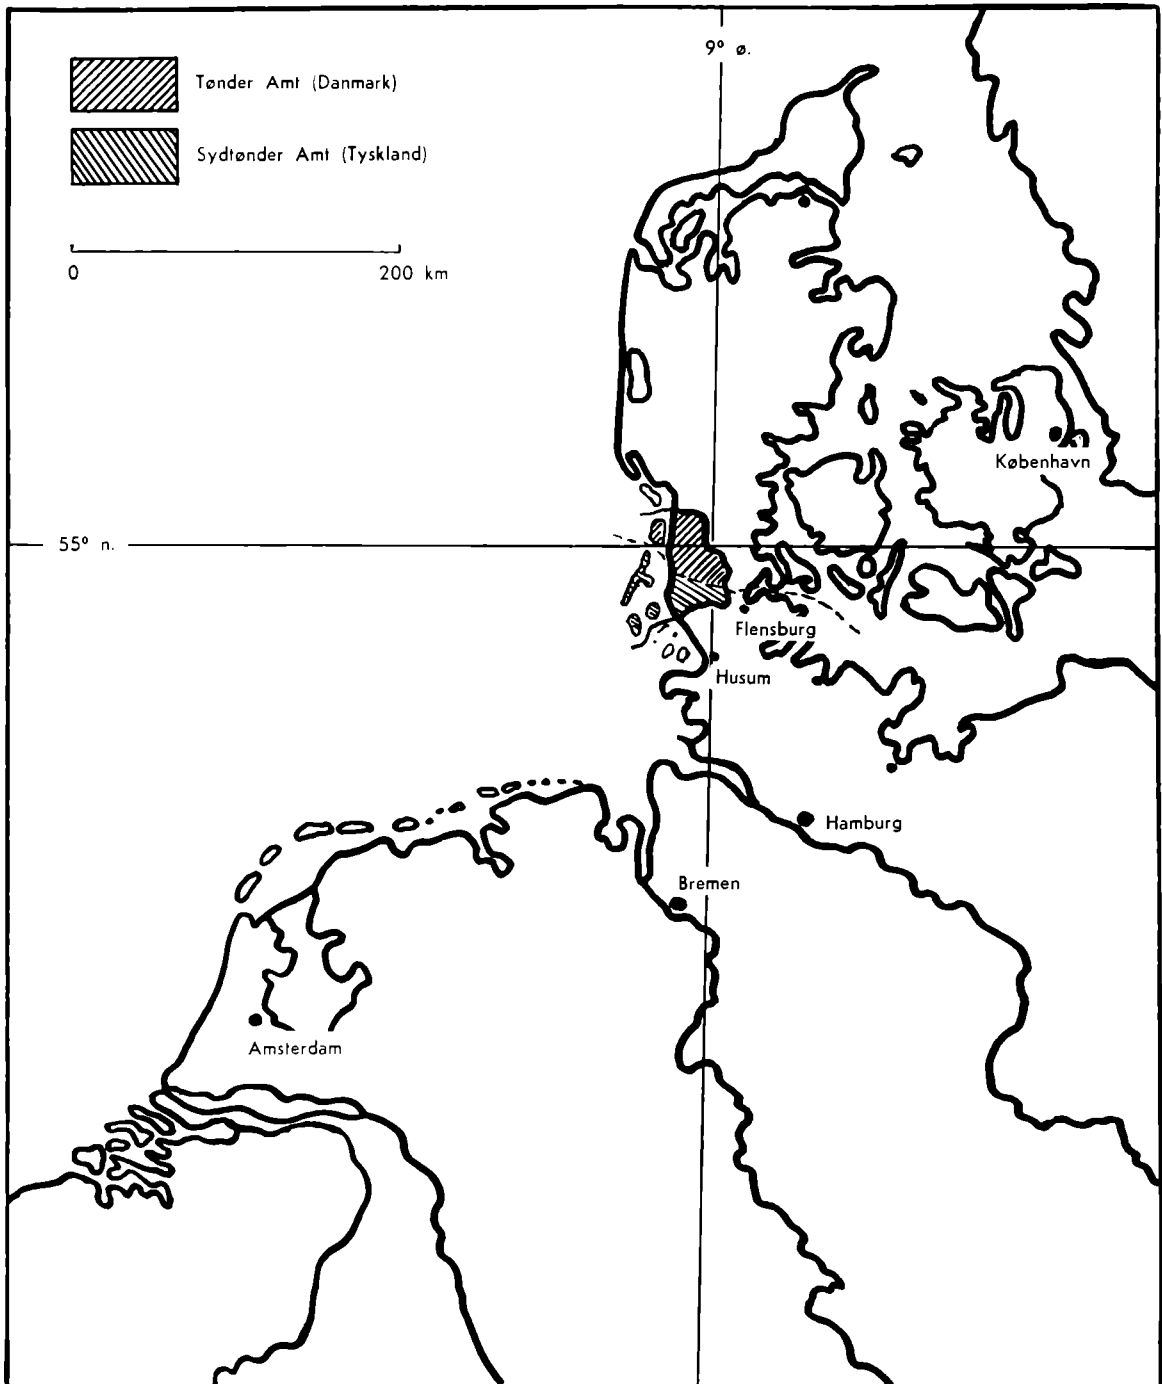 9° ø.
Tønder Amt (Danmark)
Sydtønder Amt (Tyskland)
0 200 km
København
55° n.
Flensburg
Husum
Hamburg
Bremen
Amsterdam